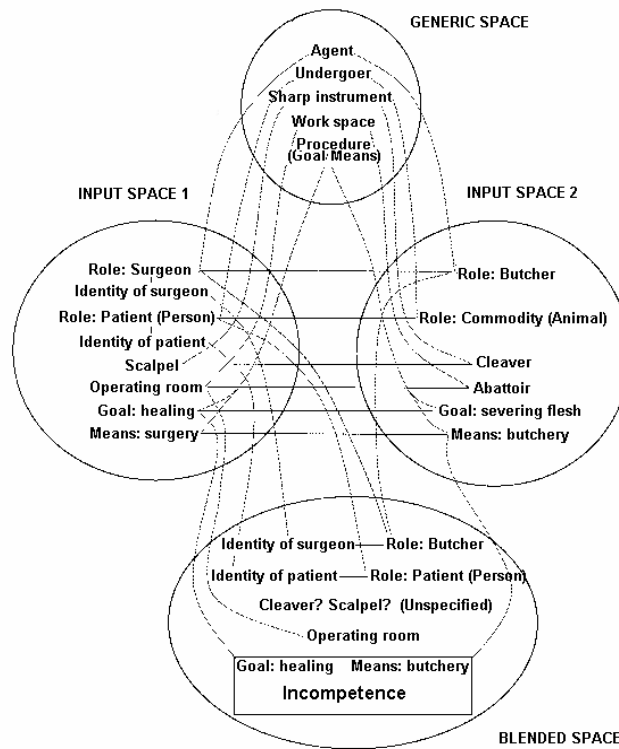 GENERIC SPACE
Agent
Undergoer
Sharp instrument
Work space
Procedure
(Goal Means)
INPUT SPACE 1
Role: Surgeon
Identity of surgeon
Role: Patient (Person)
Identity of patient
Scalpel
Operating room
Goal: healing
Means: surgery
INPUT SPACE 2
Role: Butcher
Role: Commodity (Animal)
Cleaver
Abattoir
Goal: severing flesh
Means: butchery
Identity of surgeon Role: Butcher
Identity of patient Role: Patient (Person)
Cleaver? Scalpel? (Unspecified)
Operating room
Goal: healing Means: butchery
Incompetence
BLENDED SPACE